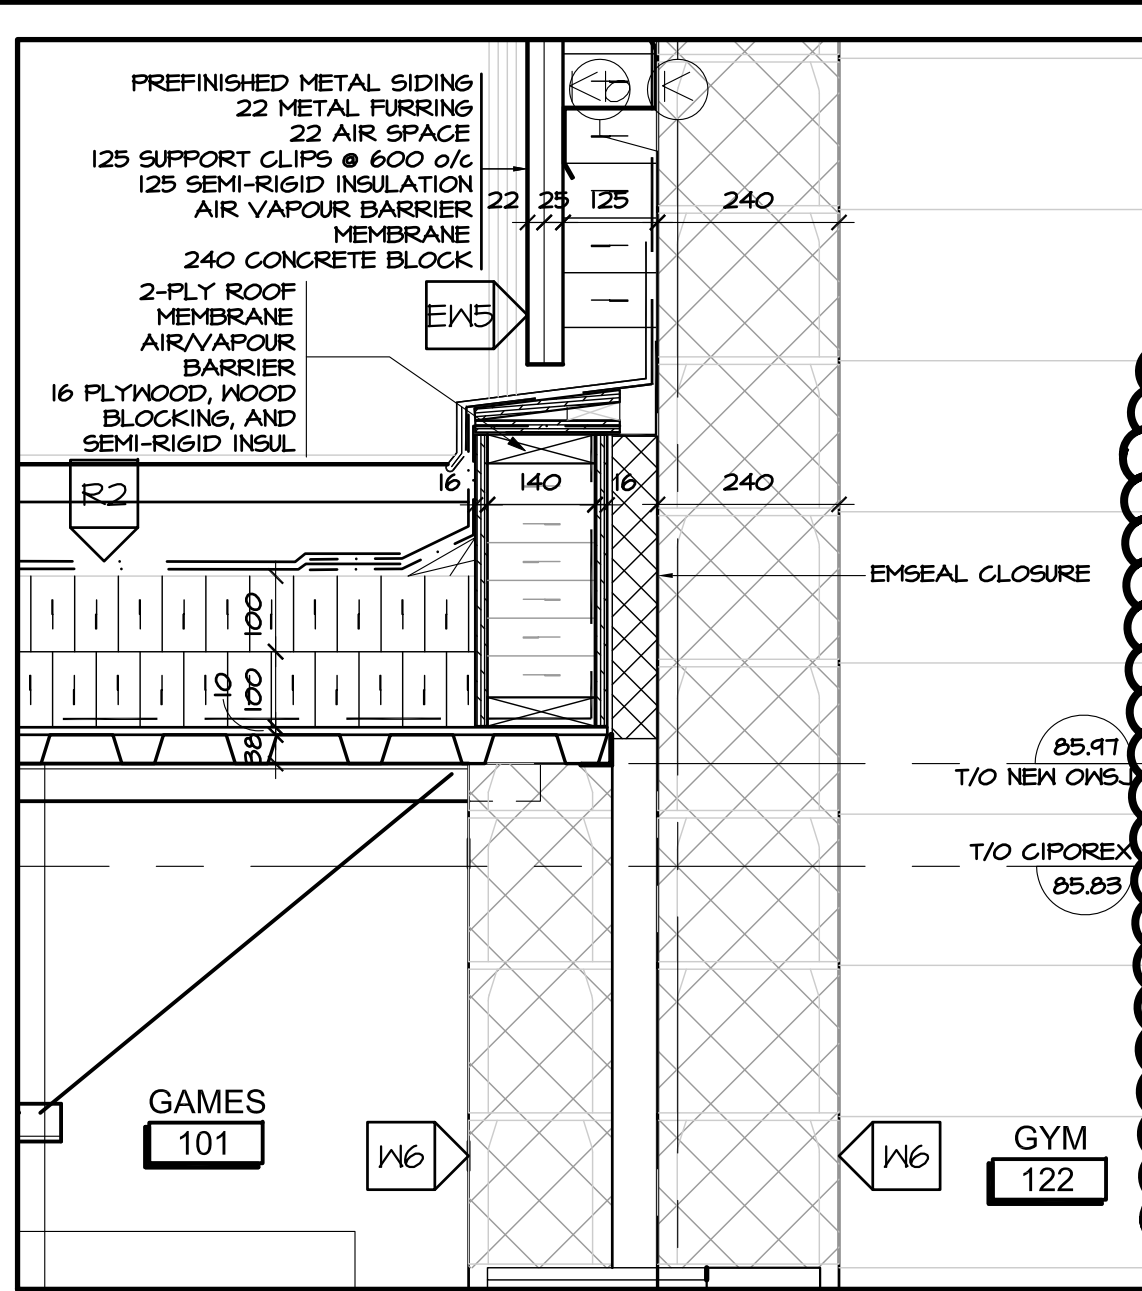 PREFINISHED METAL SIDING
22 METAL FURRING
22 AIR SPACE
125 SUPPORT CLIPS @ 600 o/c
125 SEMI-RIGID INSULATION
AIR VAPOUR BARRIER
MEMBRANE
240 CONCRETE BLOCK
22 25 125 240
2-PLY ROOF
MEMBRANE
AIR/VAPOUR
BARRIER
16 PLYWOOD, WOOD
BLOCKING, AND
SEMI-RIGID INSUL
EW5
R2
16 140 16 240
EMSEAL CLOSURE
100
100
10
38
85.97
T/O NEW OWSJ
T/O CIPOREX
85.83
GAMES
101
W6
W6
GYM
122